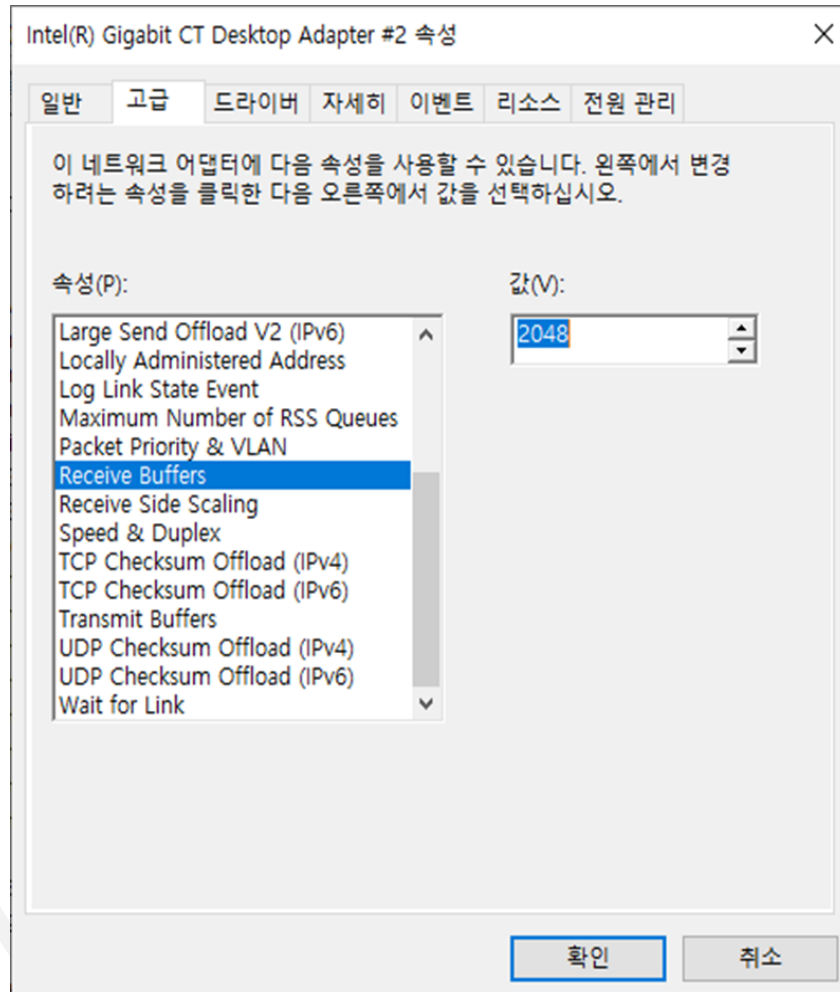 Intel(R) Gigabit CT Desktop Adapter #2 속성
일반 고급 드라이버 자세히 이벤트 리소스 전원 관리
이 네트워크 어댑터에 다음 속성을 사용할 수 있습니다. 왼쪽에서 변경
하려는 속성을 클릭한 다음 오른쪽에서 값을 선택하십시오.
속성(P):
값(V):
Large Send Offload V2 (IPv6)
Locally Administered Address
Log Link State Event
Maximum Number of RSS Queues
Packet Priority & VLAN
Receive Buffers
Receive Side Scaling
Speed & Duplex
TCP Checksum Offload (IPv4)
TCP Checksum Offload (IPv6)
Transmit Buffers
UDP Checksum Offload (IPv4)
UDP Checksum Offload (IPv6)
Wait for Link
2048
확인 취소